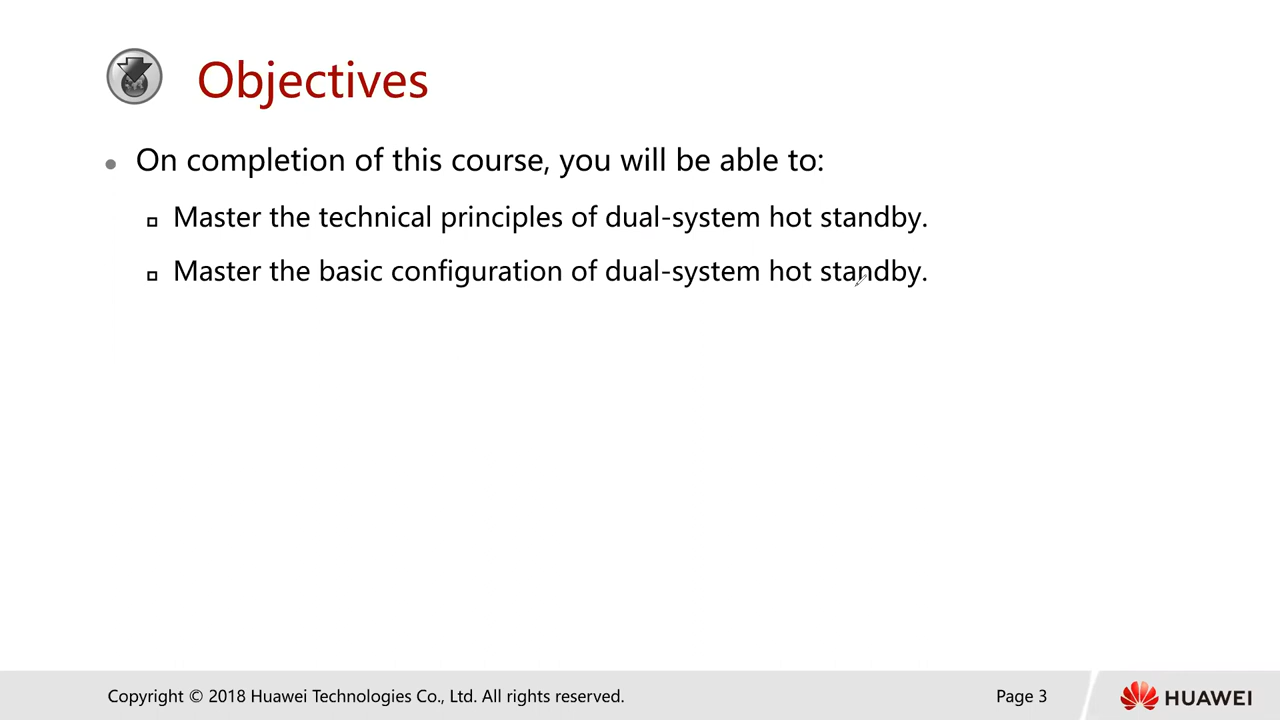 Objectives
On completion of this course, you will be able to:
Master the technical principles of dual-system hot standby.
Master the basic configuration of dual-system hot standby.
Copyright © 2018 Huawei Technologies Co., Ltd. All rights reserved.
Page 3
HUAWEI